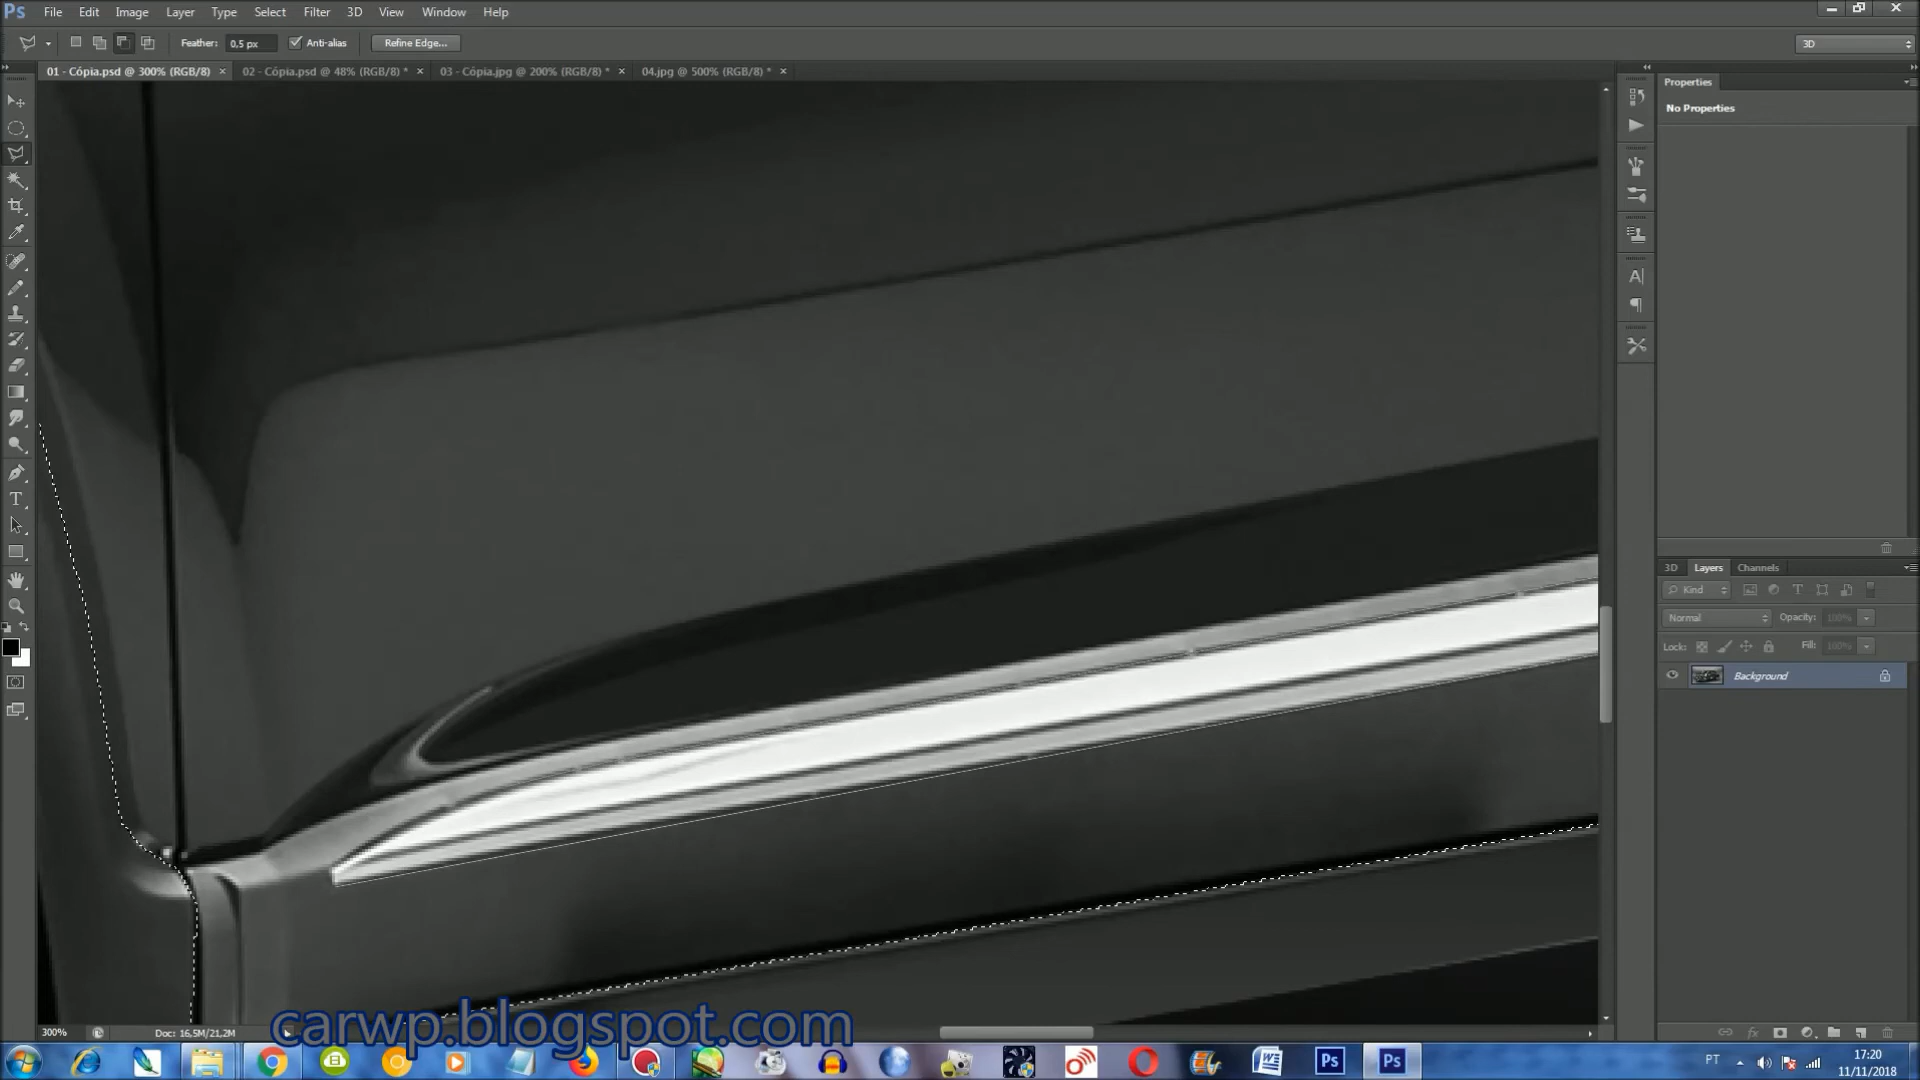 Ps File Edit Image Layer Type Select Filter 3D View Window Help
Feather: 0,5 px Anti-alias Refine Edge... 3D
01 - Cópia.psd @ 300% (RGB/8) × 02 - Cópia.psd @ 48% (RGB/8) * × 03 - Cópia.jpg @ 200% (RGB/8) * × 04.jpg @ 500% (RGB/8) * ×
Properties
No Properties
3D Layers Channels
Kind
Normal Opacity: 100%
Lock: Fill: 100%
Background
300% Doc: 16,5M/21,2M
carwp.blogspot.com
PT 17:20
11/11/2018